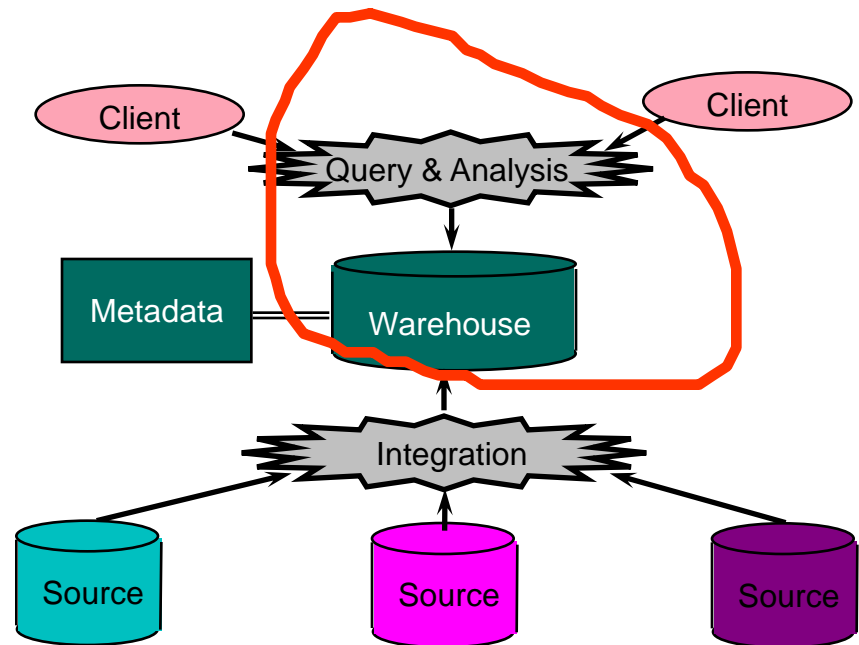 Client
Client
Query & Analysis
Metadata
Warehouse
Integration
Source
Source
Source